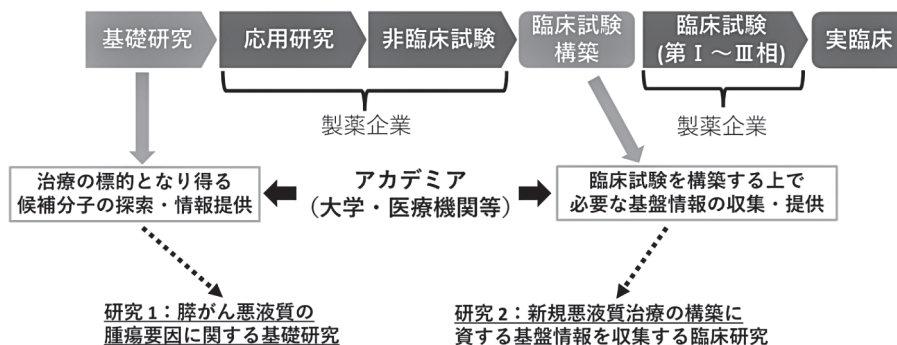 基礎研究
応用研究
非臨床試験
臨床試験
構築
臨床試験
(第Ⅰ～Ⅲ相)
実臨床
製薬企業
製薬企業
治療の標的となり得る
候補分子の探索・情報提供
アカデミア
（大学・医療機関等）
臨床試験を構築する上で
必要な基盤情報の収集・提供
研究 1：膵がん悪液質の
腫瘍要因に関する基礎研究
研究 2：新規悪液質治療の構築に
資する基盤情報を収集する臨床研究